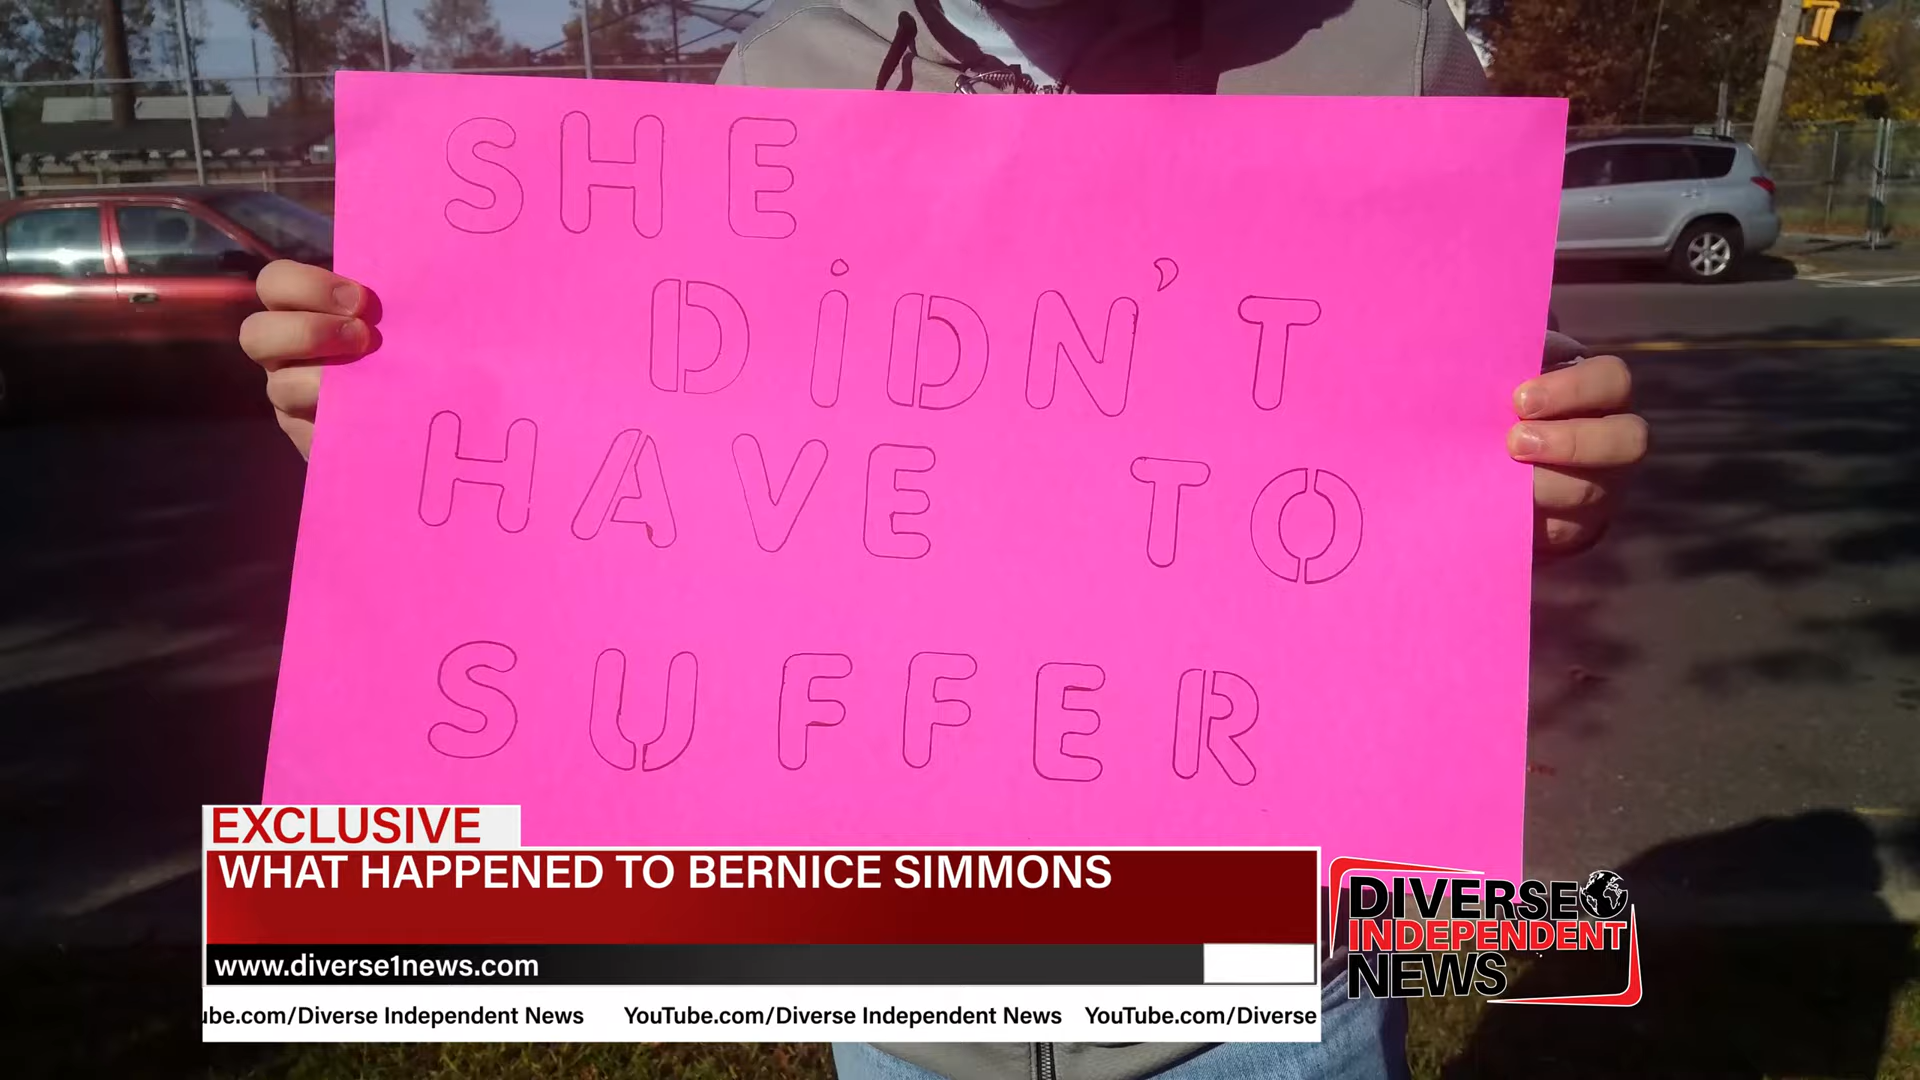 SHE
DiDN'T
HAVE TO
SUFFER
EXCLUSIVE
WHAT HAPPENED TO BERNICE SIMMONS
www.diverse1news.com
ube.com/Diverse Independent News YouTube.com/Diverse Independent News YouTube.com/Diverse
DIVERSE
INDEPENDENT
NEWS